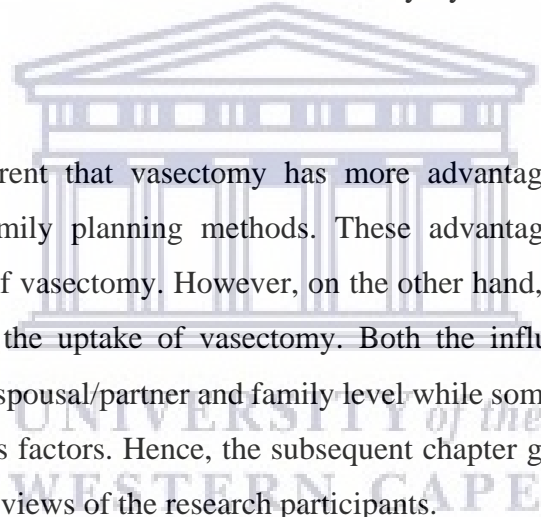 rent that vasectomy has more advantag
mily planning methods. These advantag
f vasectomy. However, on the other hand,
the uptake of vasectomy. Both the influ
spousal/partner and family level while som
UNIVERSITY of the
s factors. Hence, the subsequent chapter g
WESTERN CAPE
views of the research participants.